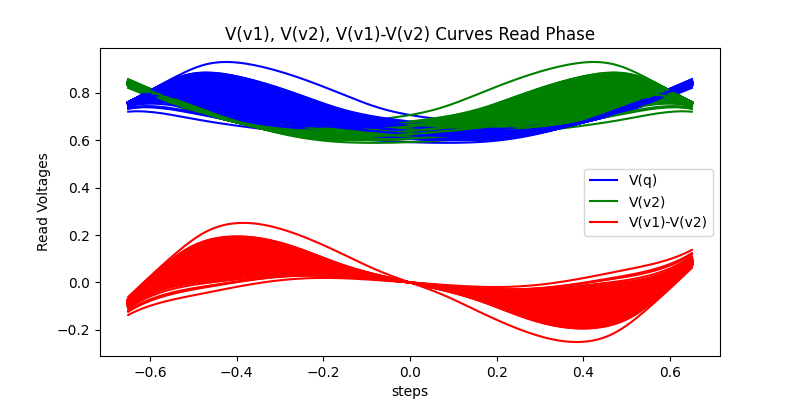 V(v1), V(v2), V(v1)-V(v2) Curves Read Phase
Read Voltages
0.8
0.6
0.4
0.2
0.0
−0.2
V(q)
V(v2)
V(v1)-V(v2)
−0.6
−0.4
−0.2
0.0
0.2
0.4
0.6
steps